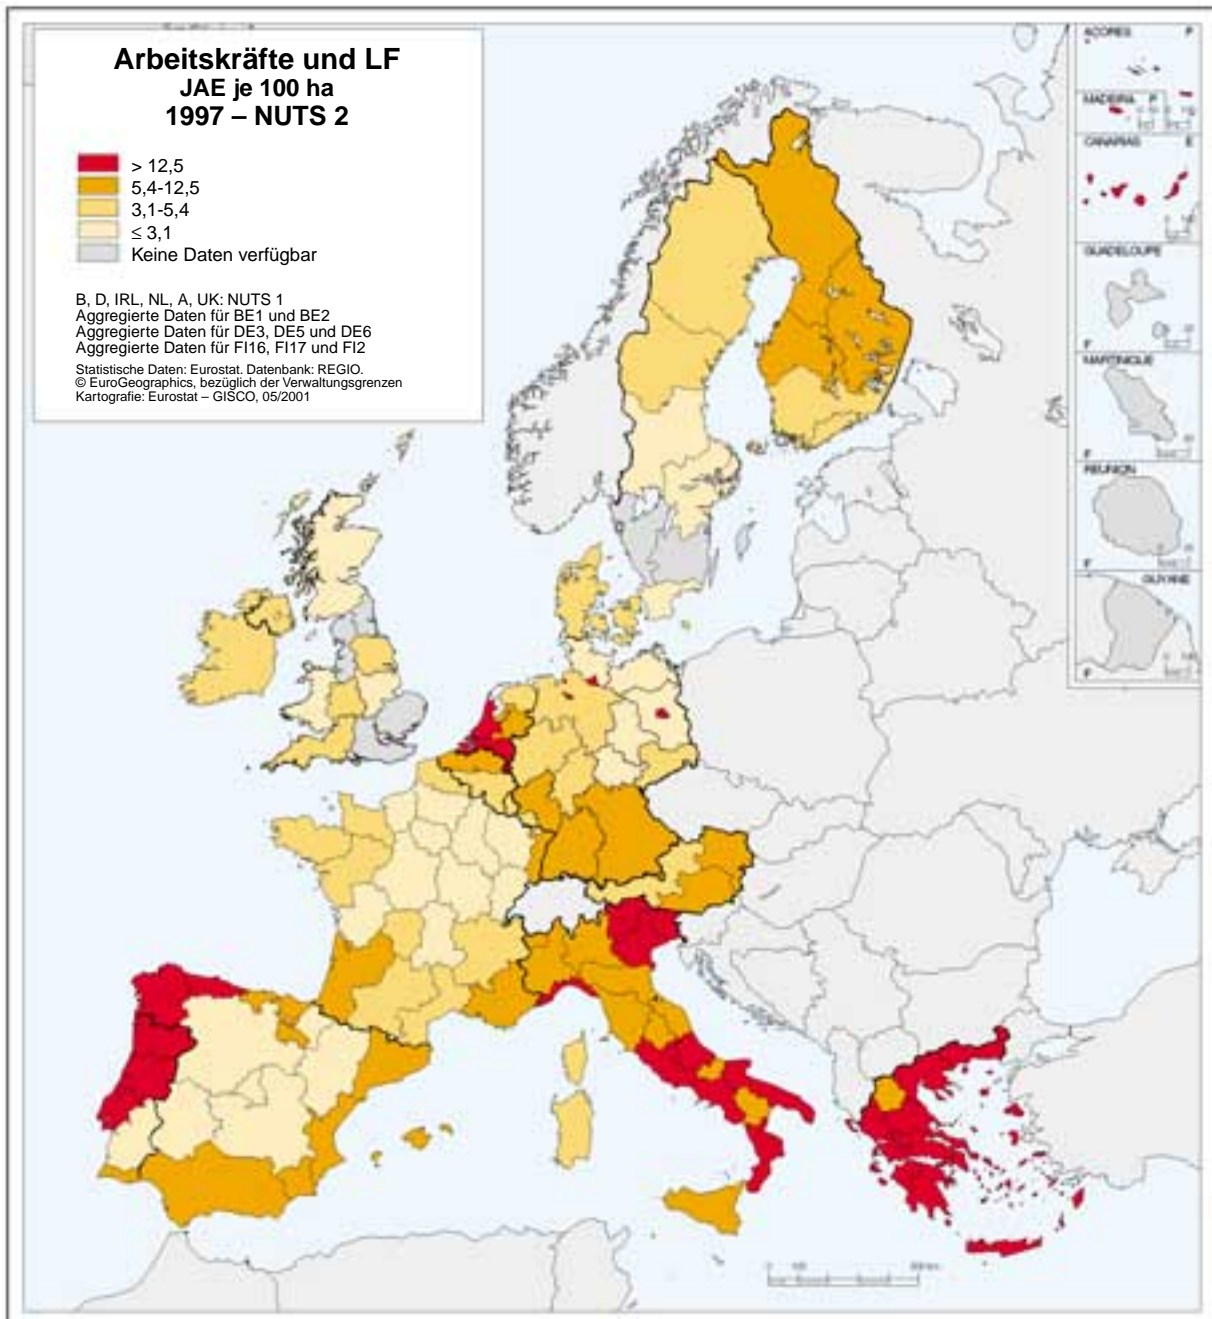 Arbeitskräfte und LF
JAE je 100 ha
1997 – NUTS 2
> 12,5
5,4-12,5
3,1-5,4
≤ 3,1
Keine Daten verfügbar
B, D, IRL, NL, A, UK: NUTS 1
Aggregierte Daten für BE1 und BE2
Aggregierte Daten für DE3, DE5 und DE6
Aggregierte Daten für FI16, FI17 und FI2
Statistische Daten: Eurostat. Datenbank: REGIO.
© EuroGeographics, bezüglich der Verwaltungsgrenzen
Kartografie: Eurostat – GISCO, 05/2001
ACORES P
MADEIRA P
CANARIAS E
GUADELOUPE
F
MARTINIQUE
F
REUNION
F
GUYANE
F